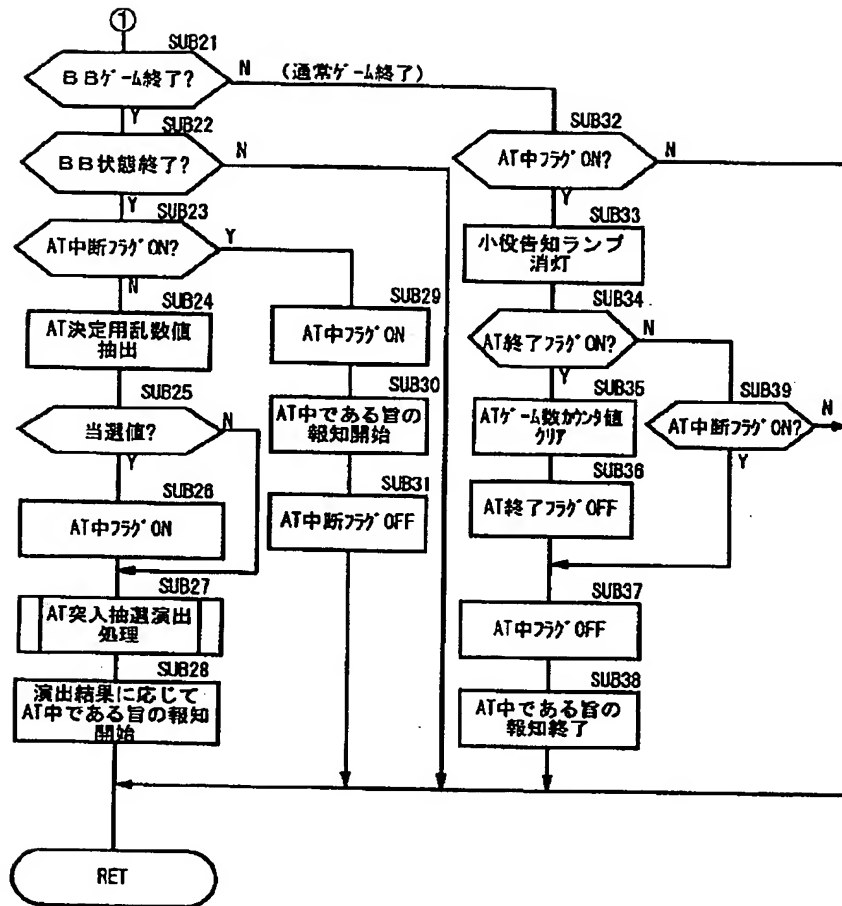 ①
SUB21
BBゲーム終了?
N
(通常ゲーム終了)
Y
SUB22
BB状態終了?
N
Y
SUB23
AT中断フラグON?
Y
N
SUB24
AT決定用乱数値
抽出
SUB25
当選値?
N
Y
SUB26
AT中フラグON
SUB27
AT突入抽選演出
処理
SUB28
演出結果に応じて
AT中である旨の報知
開始
RET
SUB29
AT中フラグON
SUB30
AT中である旨の
報知開始
SUB31
AT中断フラグOFF
SUB32
AT中フラグON?
N
Y
SUB33
小役告知ランプ
消灯
SUB34
AT終了フラグON?
N
Y
SUB35
ATゲーム数カウンタ値
クリア
SUB36
AT終了フラグOFF
SUB37
AT中フラグOFF
SUB38
AT中である旨の
報知終了
SUB39
AT中断フラグON?
N
Y